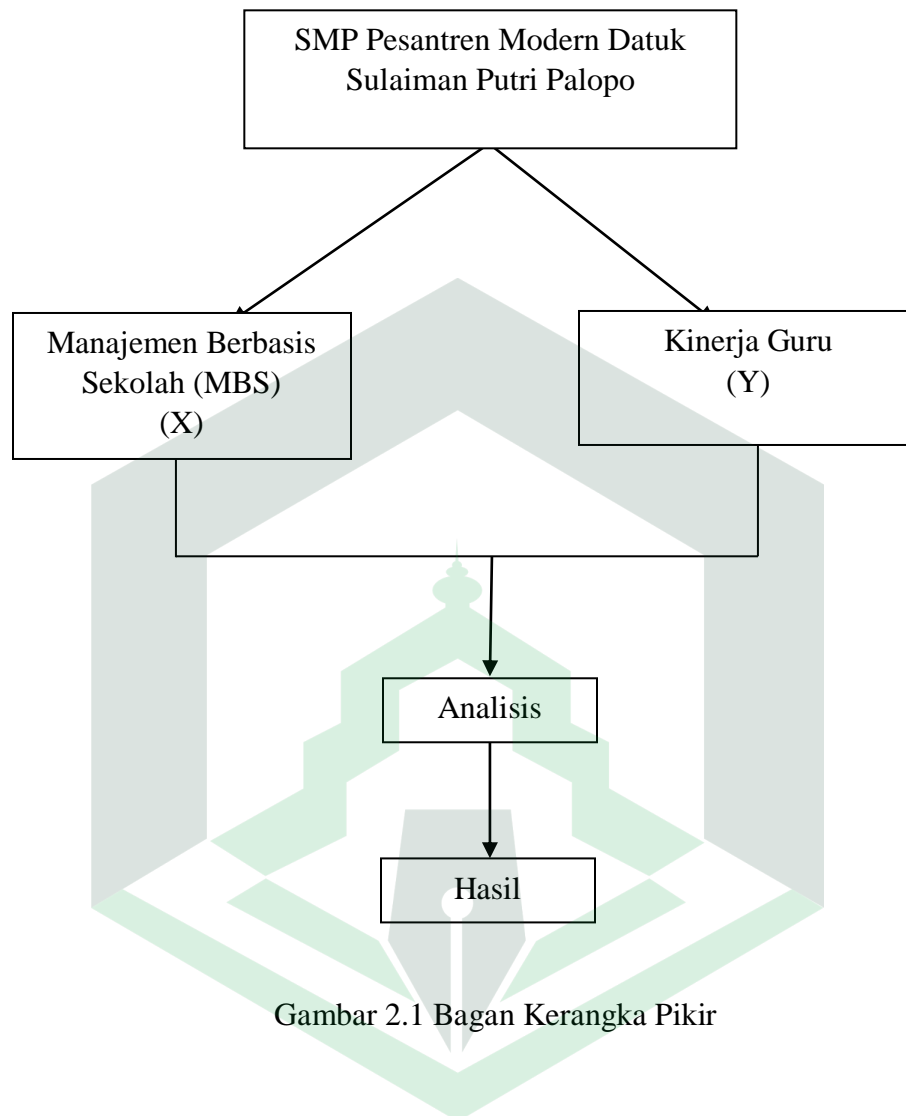 SMP Pesantren Modern Datuk
Sulaiman Putri Palopo
Manajemen Berbasis
Sekolah (MBS)
(X)
Kinerja Guru
(Y)
Analisis
Hasil
Gambar 2.1 Bagan Kerangka Pikir